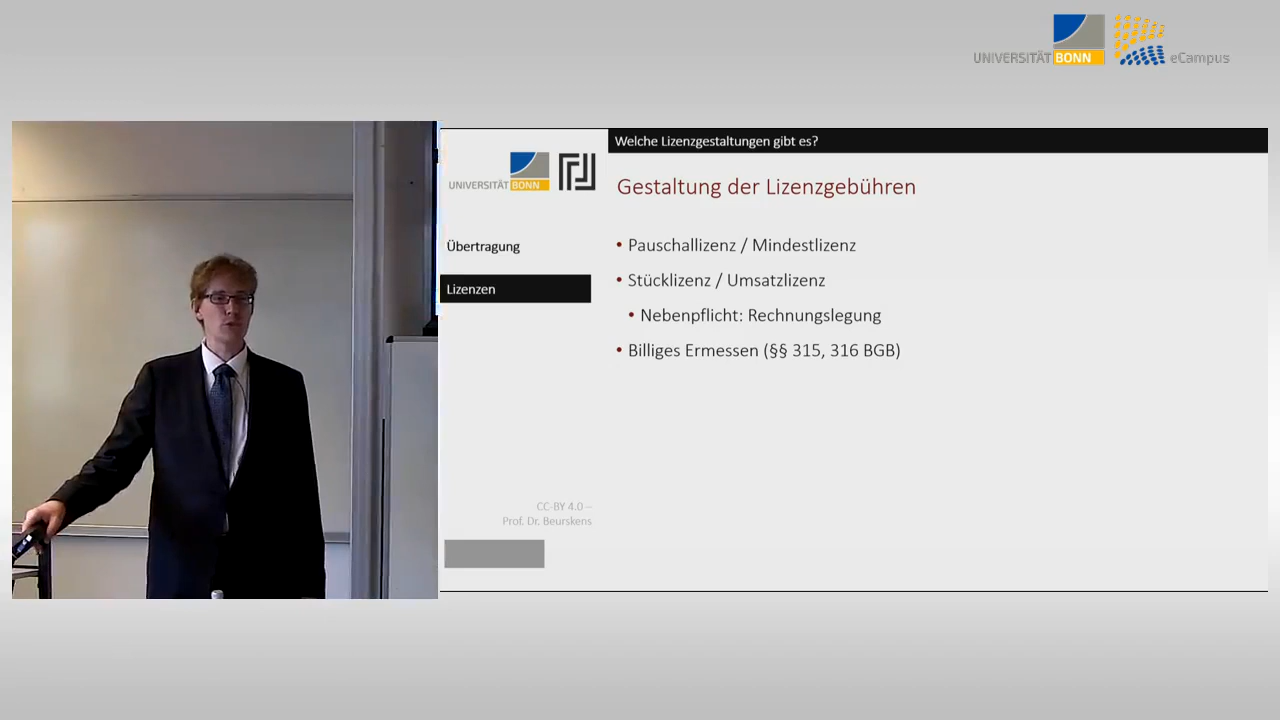 UNIVERSITÄT BONN
eCampus
Welche Lizenzgestaltungen gibt es?
UNIVERSITÄT BONN
Gestaltung der Lizenzgebühren
Übertragung
Lizenzen
• Pauschallizenz / Mindestlizenz
• Stücklizenz / Umsatzlizenz
• Nebenpflicht: Rechnungslegung
• Billiges Ermessen (§§ 315, 316 BGB)
CC-BY 4.0 –
Prof. Dr. Beurskens